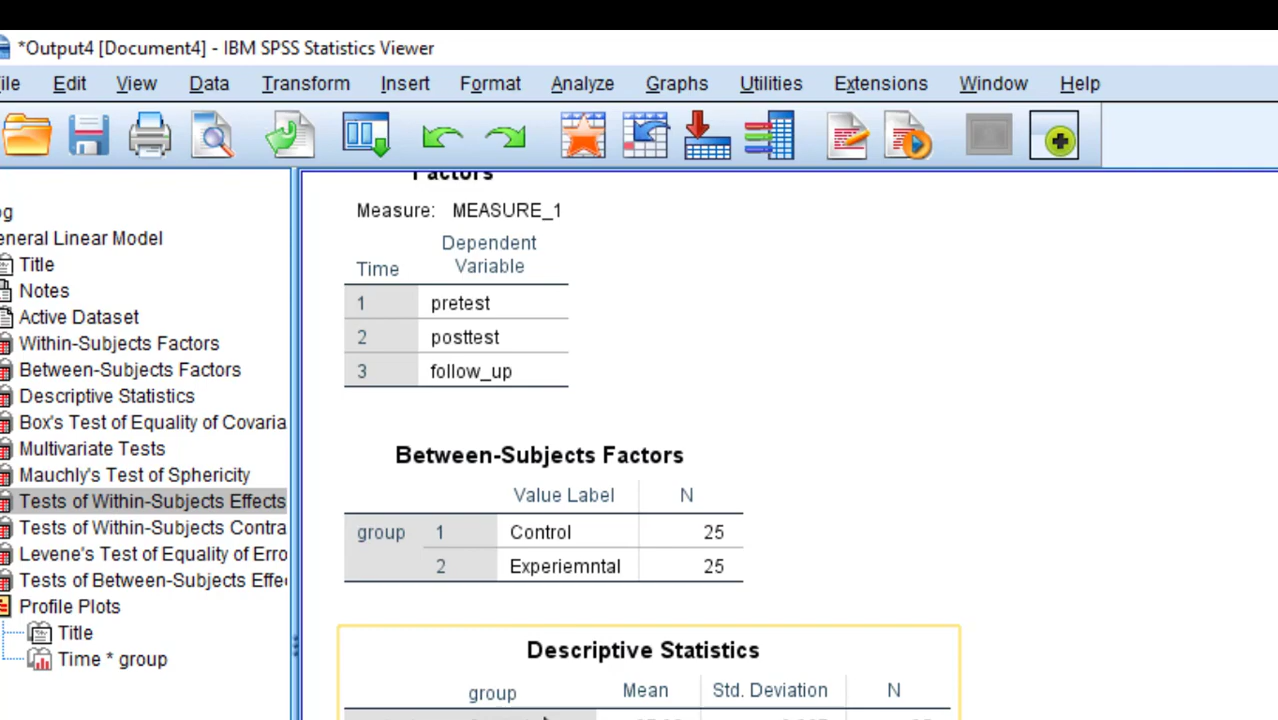 *Output4 [Document4] - IBM SPSS Statistics Viewer
ile Edit View Data Transform Insert Format Analyze Graphs Utilities Extensions Window Help
og
eneral Linear Model
Title
Notes
Active Dataset
Within-Subjects Factors
Between-Subjects Factors
Descriptive Statistics
Box's Test of Equality of Covaria
Multivariate Tests
Mauchly's Test of Sphericity
Tests of Within-Subjects Effects
Tests of Within-Subjects Contra
Levene's Test of Equality of Erro
Tests of Between-Subjects Effe
Profile Plots
Title
Time * group
Factors
Measure: MEASURE_1
Dependent
Time Variable
1 pretest
2 posttest
3 follow_up
Between-Subjects Factors
Value Label N
group 1 Control 25
2 Experiemntal 25
Descriptive Statistics
group Mean Std. Deviation N